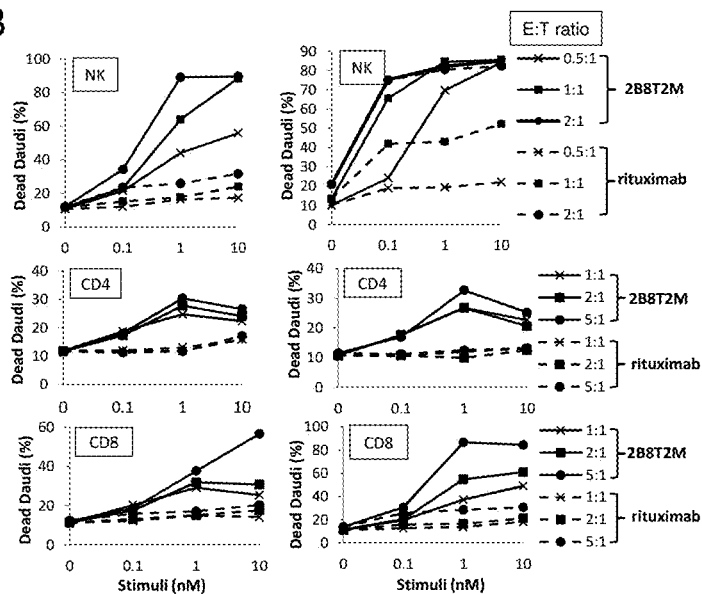 B
E:T ratio
NK
Dead Daudi (%)
100
80
60
40
20
0
0 0.1 1 10
NK
Dead Daudi (%)
90
80
70
60
50
40
30
20
10
0
0 0.1 1 10
0.5:1
1:1
2:1
2B8T2M
0.5:1
1:1
2:1
rituximab
CD4
Dead Daudi (%)
40
30
20
10
0
0 0.1 1 10
CD4
Dead Daudi (%)
40
30
20
10
0
0 0.1 1 10
1:1
2:1
5:1
2B8T2M
1:1
2:1
5:1
rituximab
CD8
Dead Daudi (%)
60
40
20
0
0 0.1 1 10
Stimuli (nM)
CD8
Dead Daudi (%)
100
80
60
40
20
0
0 0.1 1 10
Stimuli (nM)
1:1
2:1
5:1
2B8T2M
1:1
2:1
5:1
rituximab